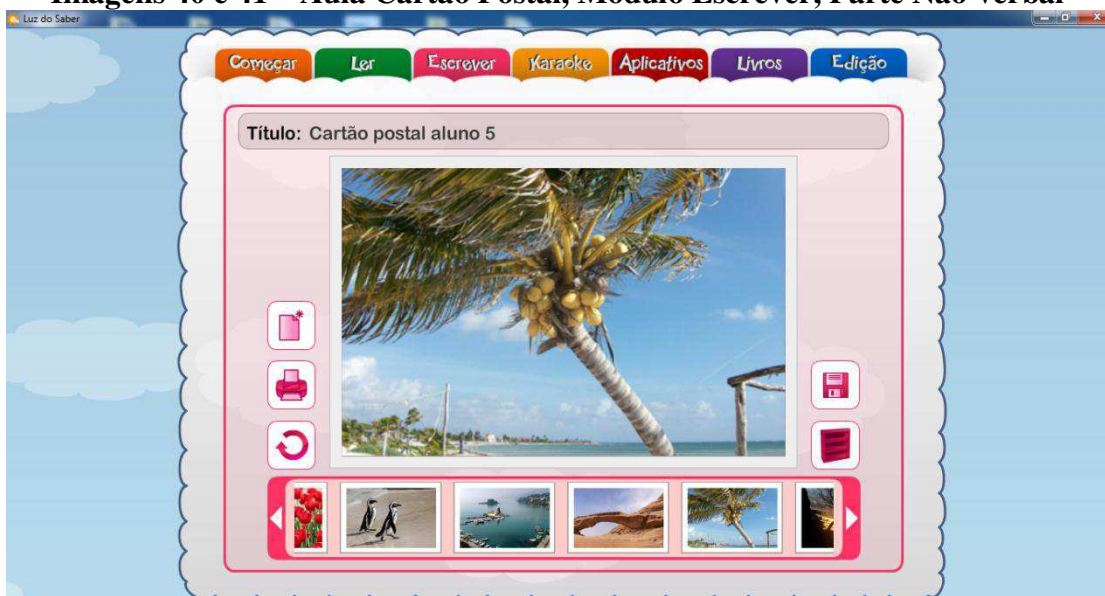 Imagens 40 e 41 – Aula Cartão Postal, Módulo Escrever, Parte Não Verbal
Luz do Saber
Começar Ler Escrever Karaoke Aplicativos Livros Edição
Título: Cartão postal aluno 5